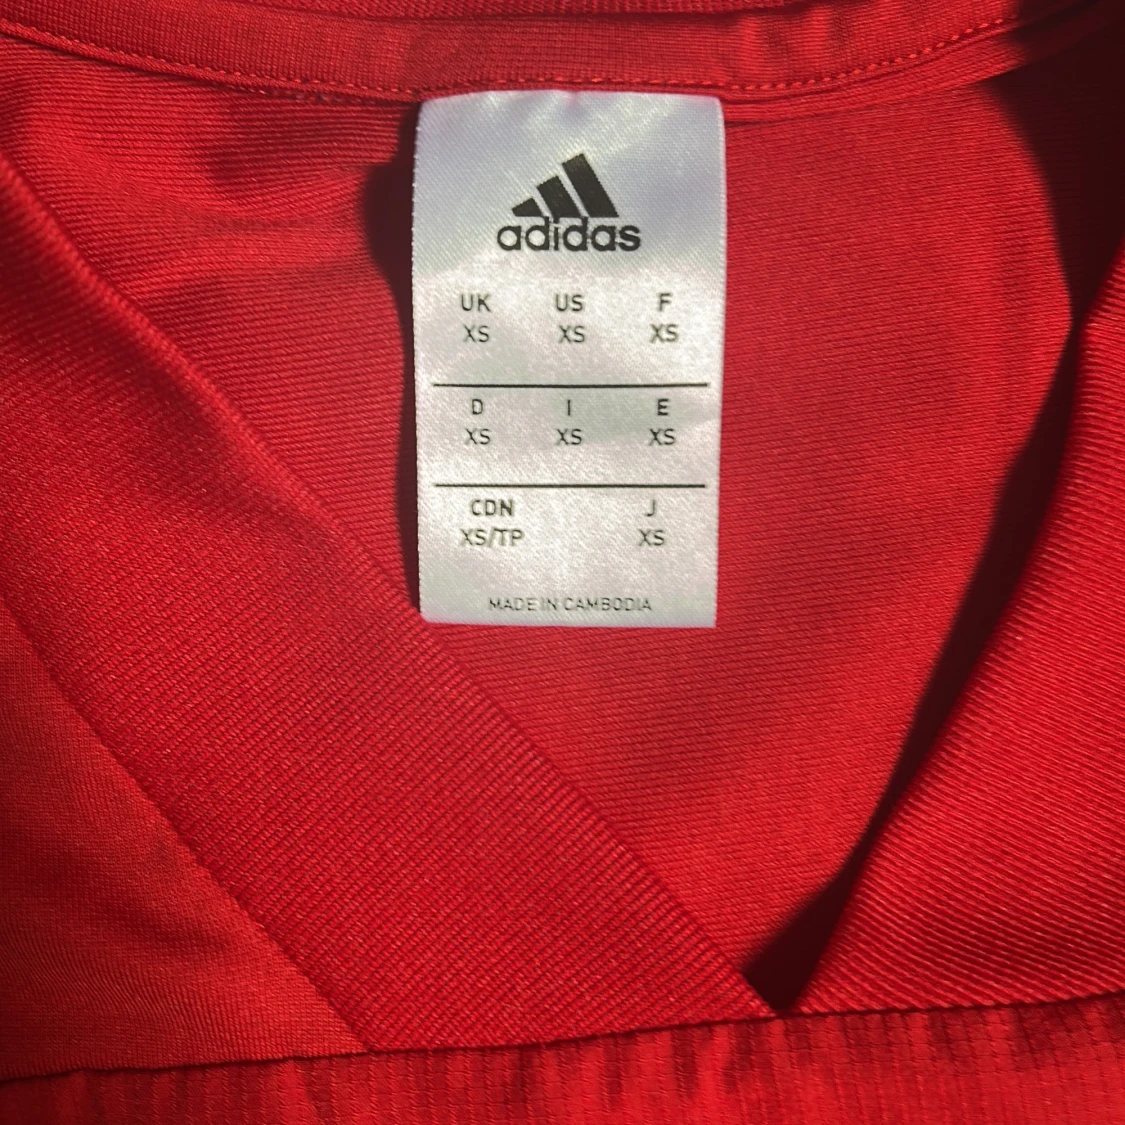 adidas
UK US F
XS XS XS
D I E
XS XS XS
CDN J
XS/TP XS
MADE IN CAMBODIA